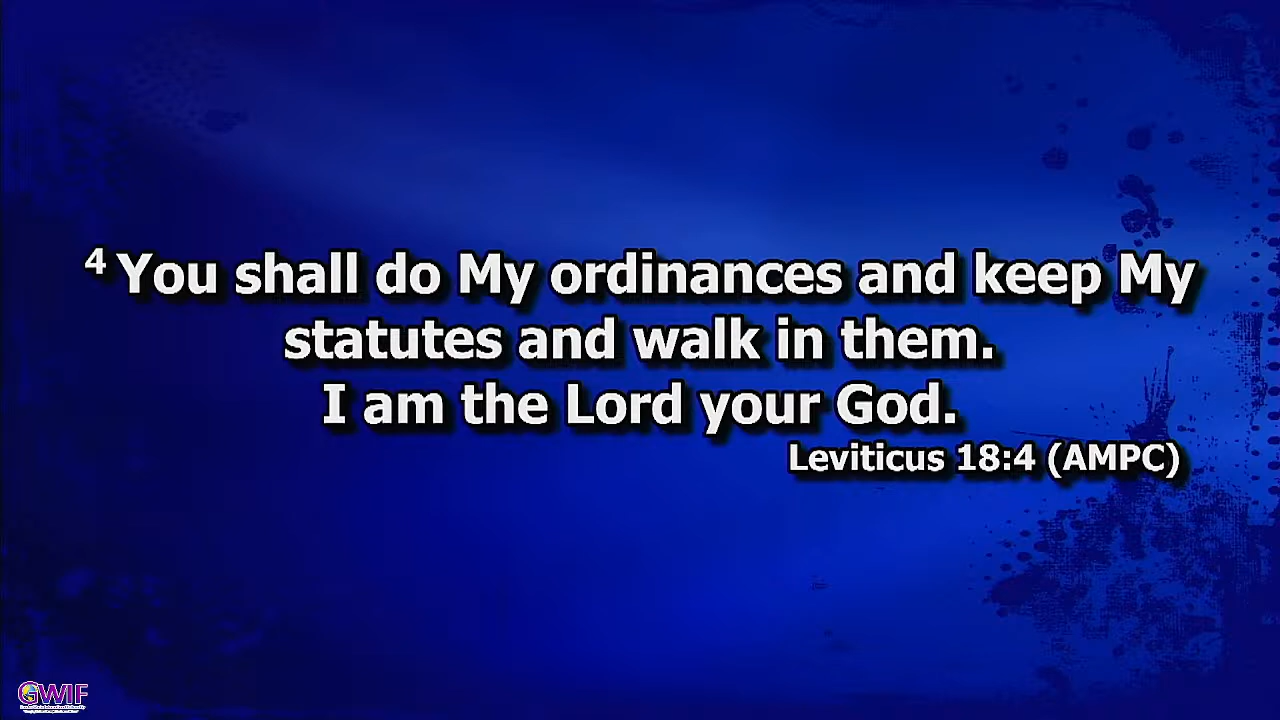 4 You shall do My ordinances and keep My
statutes and walk in them.
I am the Lord your God.
Leviticus 18:4 (AMPC)
GWIF